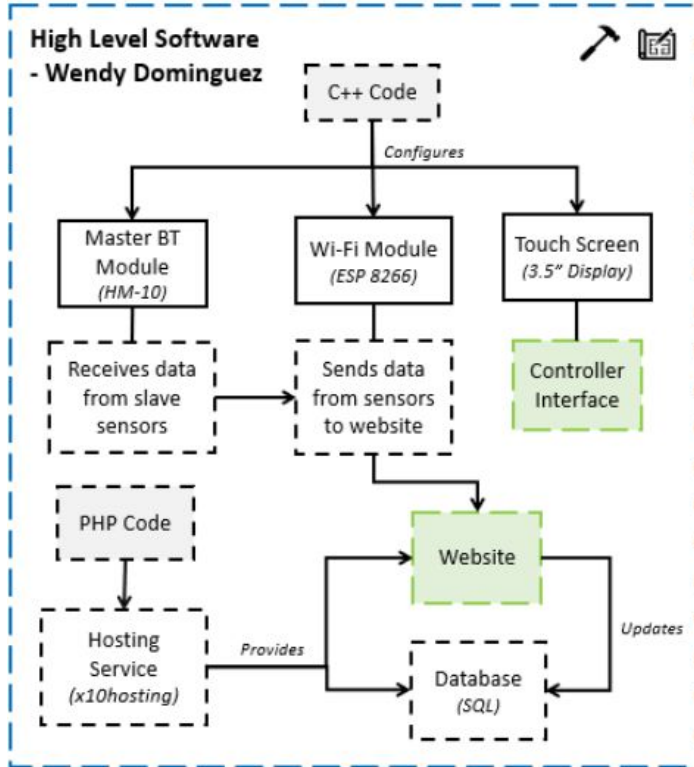 High Level Software
- Wendy Dominguez
C++ Code
Configures
Master BT
Module
(HM-10)
Wi-Fi Module
(ESP 8266)
Touch Screen
(3.5” Display)
Receives data
from slave
sensors
Sends data
from sensors
to website
Controller
Interface
PHP Code
Website
Hosting
Service
(x10hosting)
Provides
Updates
Database
(SQL)